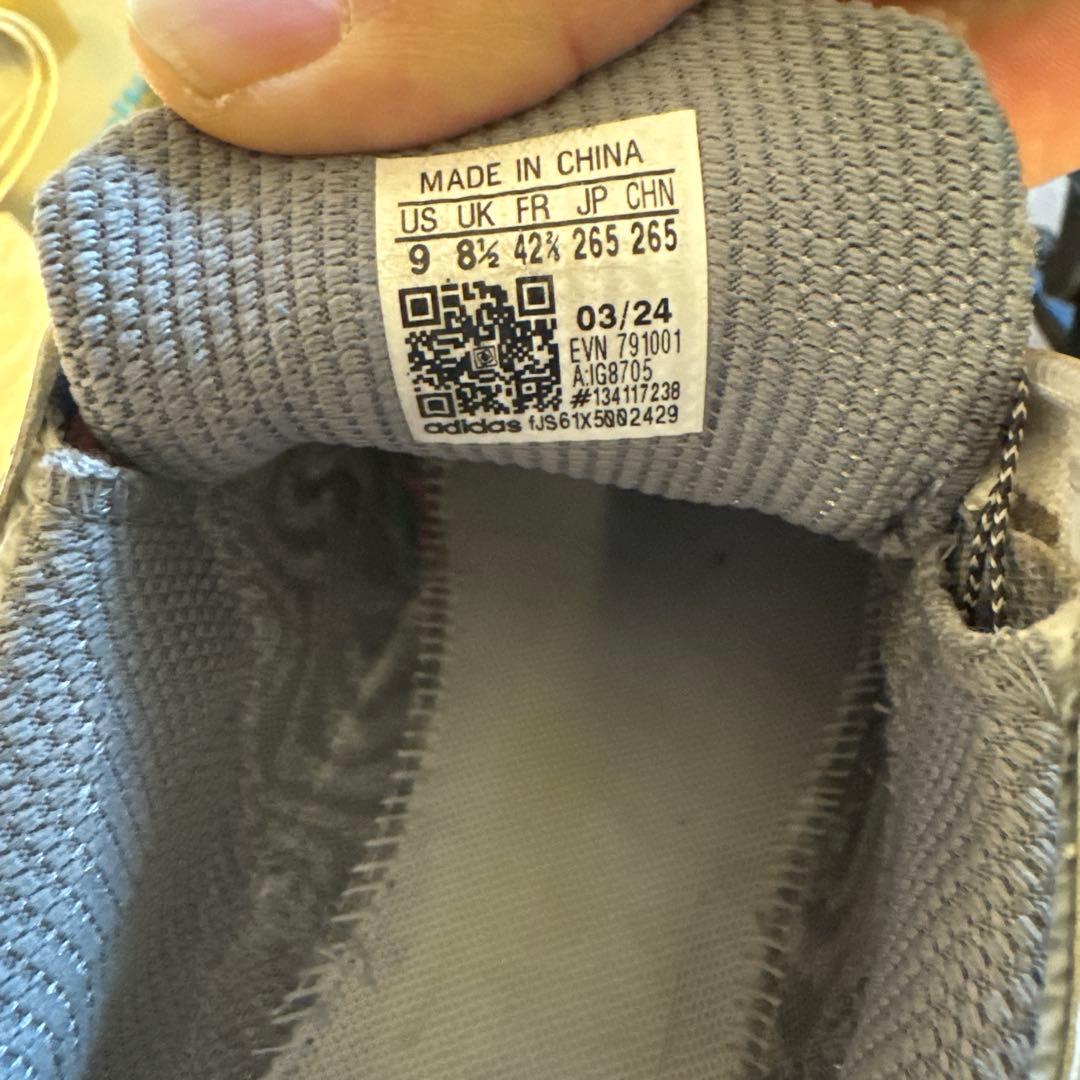 MADE IN CHINA
US UK FR JP CHN
9 8½ 42⅔ 265 265
03/24
EVN 791001
A:IG8705
#134117238
adidas fJS61X5002429